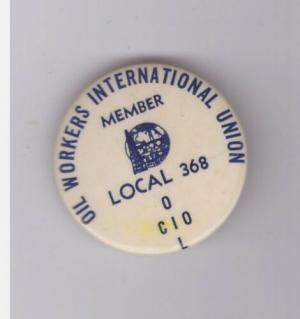 OIL WORKERS INTERNATIONAL UNION
MEMBER
LOCAL 368
O
CIO
L